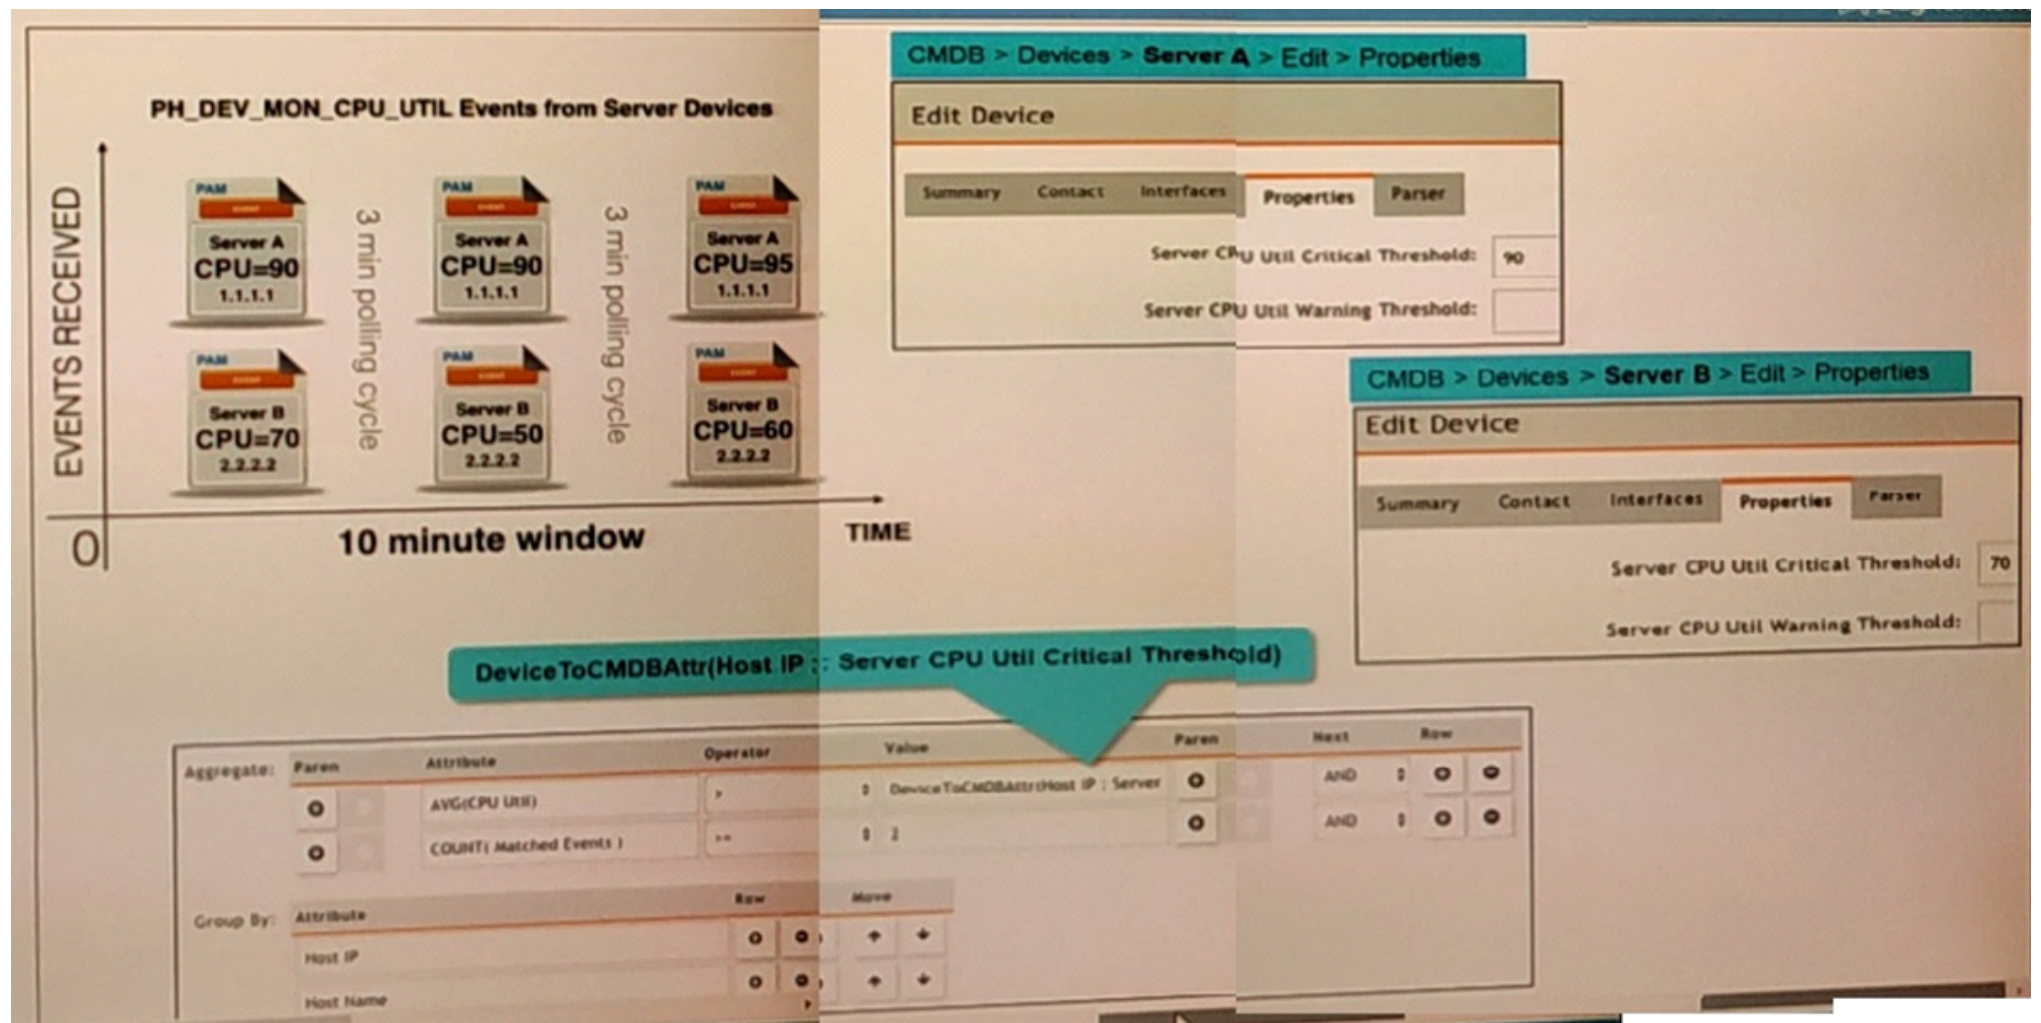 PH_DEV_MON_CPU_UTIL Events from Server Devices
EVENTS RECEIVED
PAM
Server A
CPU=90
1.1.1.1
3 min polling cycle
PAM
Server A
CPU=90
1.1.1.1
3 min polling cycle
PAM
Server A
CPU=95
1.1.1.1
PAM
Server B
CPU=70
2.2.2.2
PAM
Server B
CPU=50
2.2.2.2
PAM
Server B
CPU=60
2.2.2.2
0
10 minute window
TIME
CMDB > Devices > Server A > Edit > Properties
Edit Device
Summary Contact Interfaces Properties Parser
Server CPU Util Critical Threshold: 90
Server CPU Util Warning Threshold:
CMDB > Devices > Server B > Edit > Properties
Edit Device
Summary Contact Interfaces Properties Parser
Server CPU Util Critical Threshold: 70
Server CPU Util Warning Threshold:
DeviceToCMDBAttr(Host IP : : Server CPU Util Critical Threshold)
Aggregate: Paren Attribute Operator Value Paren Next Row
AVG(CPU Util) > DeviceToCMDBAttr(Host IP : Server AND
COUNT( Matched Events ) >= 2 AND
Group By: Attribute Row Move
Host IP
Host Name